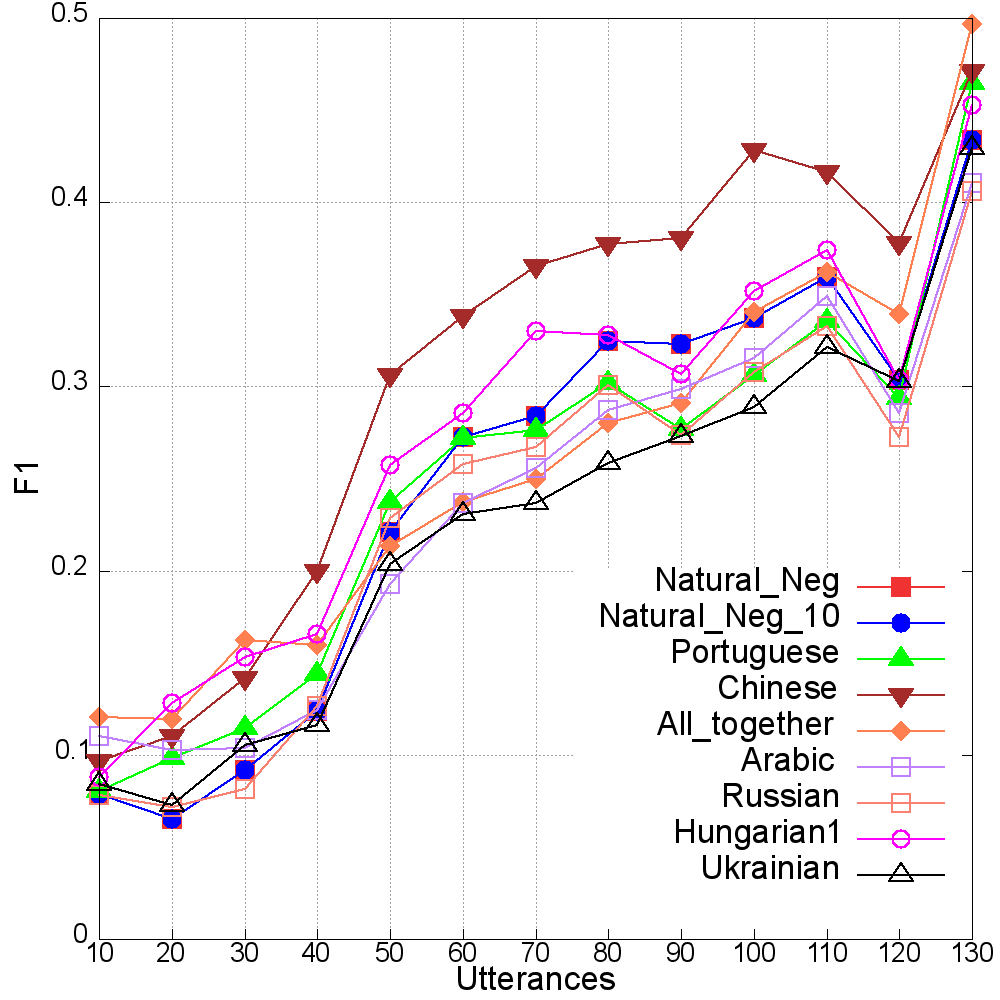 0.5
0.4
0.3
0.2
0.1
0
F1
Natural_Neg
Natural_Neg_10
Portuguese
Chinese
All_together
Arabic
Russian
Hungarian1
Ukrainian
10 20 30 40 50 60 70 80 90 100 110 120 130
Utterances